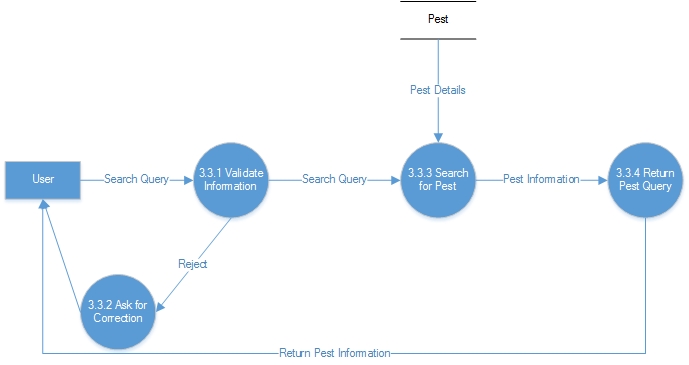 Pest
Pest Details
User
Search Query
3.3.1 Validate
Information
Search Query
3.3.3 Search
for Pest
Pest Information
3.3.4 Return
Pest Query
Reject
3.3.2 Ask for
Correction
Return Pest Information